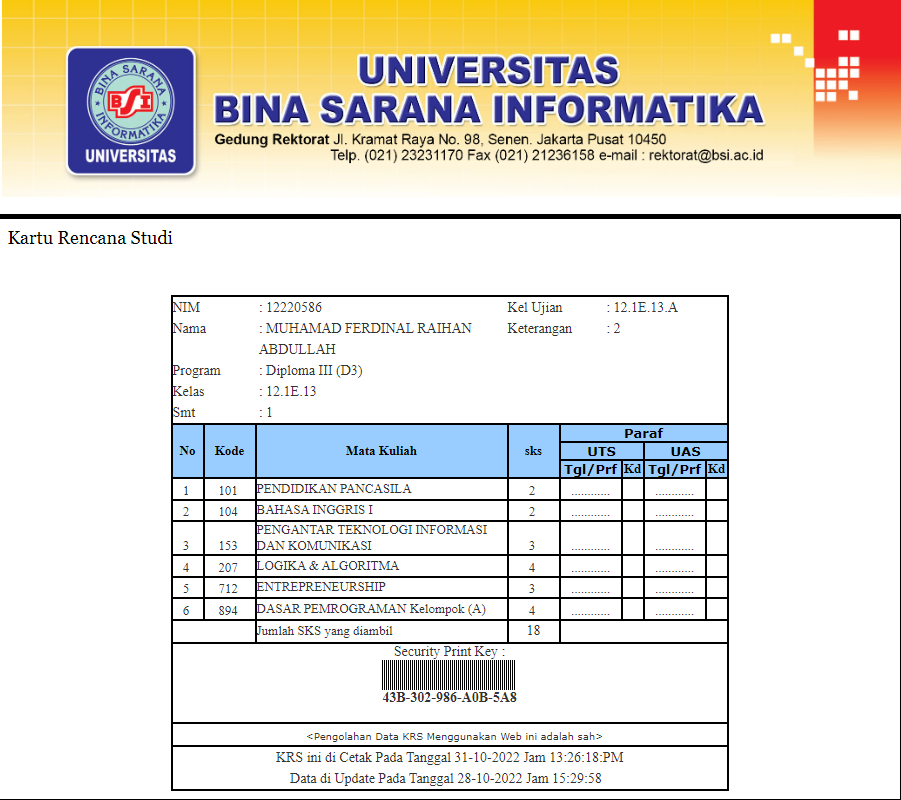 BINA SARANA
BSI
INFORMATIKA
UNIVERSITAS
UNIVERSITAS
BINA SARANA INFORMATIKA
Gedung Rektorat Jl. Kramat Raya No. 98, Senen. Jakarta Pusat 10450
Telp. (021) 23231170 Fax (021) 21236158 e-mail : rektorat@bsi.ac.id
Kartu Rencana Studi
NIM : 12220586 Kel Ujian : 12.1E.13.A
Nama : MUHAMAD FERDINAL RAIHAN Keterangan : 2
ABDULLAH
Program : Diploma III (D3)
Kelas : 12.1E.13
Smt : 1
Paraf
No Kode Mata Kuliah sks UTS UAS
Tgl/Prf Kd Tgl/Prf Kd
1 101 PENDIDIKAN PANCASILA 2 ............ ............
2 104 BAHASA INGGRIS I 2 ............ ............
PENGANTAR TEKNOLOGI INFORMASI
3 153 DAN KOMUNIKASI 3 ............ ............
4 207 LOGIKA & ALGORITMA 4 ............ ............
5 712 ENTREPRENEURSHIP 3 ............ ............
6 894 DASAR PEMROGRAMAN Kelompok (A) 4 ............ ............
Jumlah SKS yang diambil 18
Security Print Key :
43B-302-986-A0B-5A8
<Pengolahan Data KRS Menggunakan Web ini adalah sah>
KRS ini di Cetak Pada Tanggal 31-10-2022 Jam 13:26:18:PM
Data di Update Pada Tanggal 28-10-2022 Jam 15:29:58